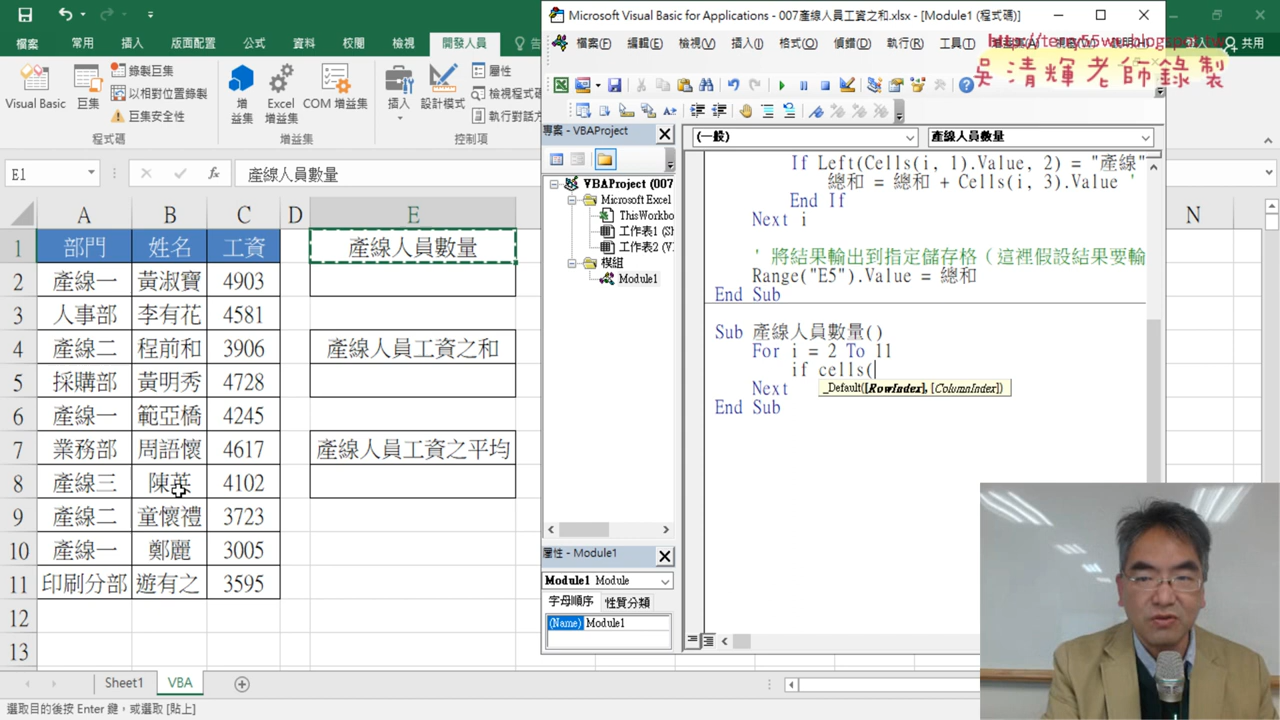 Microsoft Visual Basic for Applications - 007產線人員工資之和.xlsx - [Module1 (程式碼)]
檔案 常用 插入 版面配置 公式 資料 校閱 檢視 開發人員 共用
檔案(F) 編輯(E) 檢視(V) 插入(I) 格式(O) 偵錯(D) 執行(R) 工具(T)
吳清輝老師錄製
Visual Basic 巨集 錄製巨集 以相對位置錄製 巨集安全性
增益集 Excel 增益集 COM 增益集 插入 設計模式 屬性 檢視程式碼
程式碼 增益集 控制項
專案 - VBAProject
(一般) 產線人員數量
E1 fx 產線人員數量
VBAProject (007
Microsoft Excel
ThisWorkbo
工作表1 (Sh
工作表2 (V
模組
Module1
If Left(Cells(i, 1).Value, 2) = "產線"
總和 = 總和 + Cells(i, 3).Value '
End If
Next i
' 將結果輸出到指定儲存格（這裡假設結果要輸
Range("E5").Value = 總和
End Sub
Sub 產線人員數量()
For i = 2 To 11
if cells(
_Default([RowIndex], [ColumnIndex])
Next
End Sub
A B C D E N
1 部門 姓名 工資 產線人員數量
2 產線一 黃淑寶 4903
3 人事部 李有花 4581
4 產線二 程前和 3906 產線人員工資之和
5 採購部 黃明秀 4728
6 產線一 範亞橋 4245
7 業務部 周語懷 4617 產線人員工資之平均
8 產線三 陳英 4102
9 產線二 童懷禮 3723
10 產線一 鄭麗 3005
11 印刷分部 遊有之 3595
12
13
屬性 - Module1
Module1 Module
字母順序 性質分類
(Name) Module1
Sheet1 VBA
選取目的後按 Enter 鍵，或選取 [貼上]